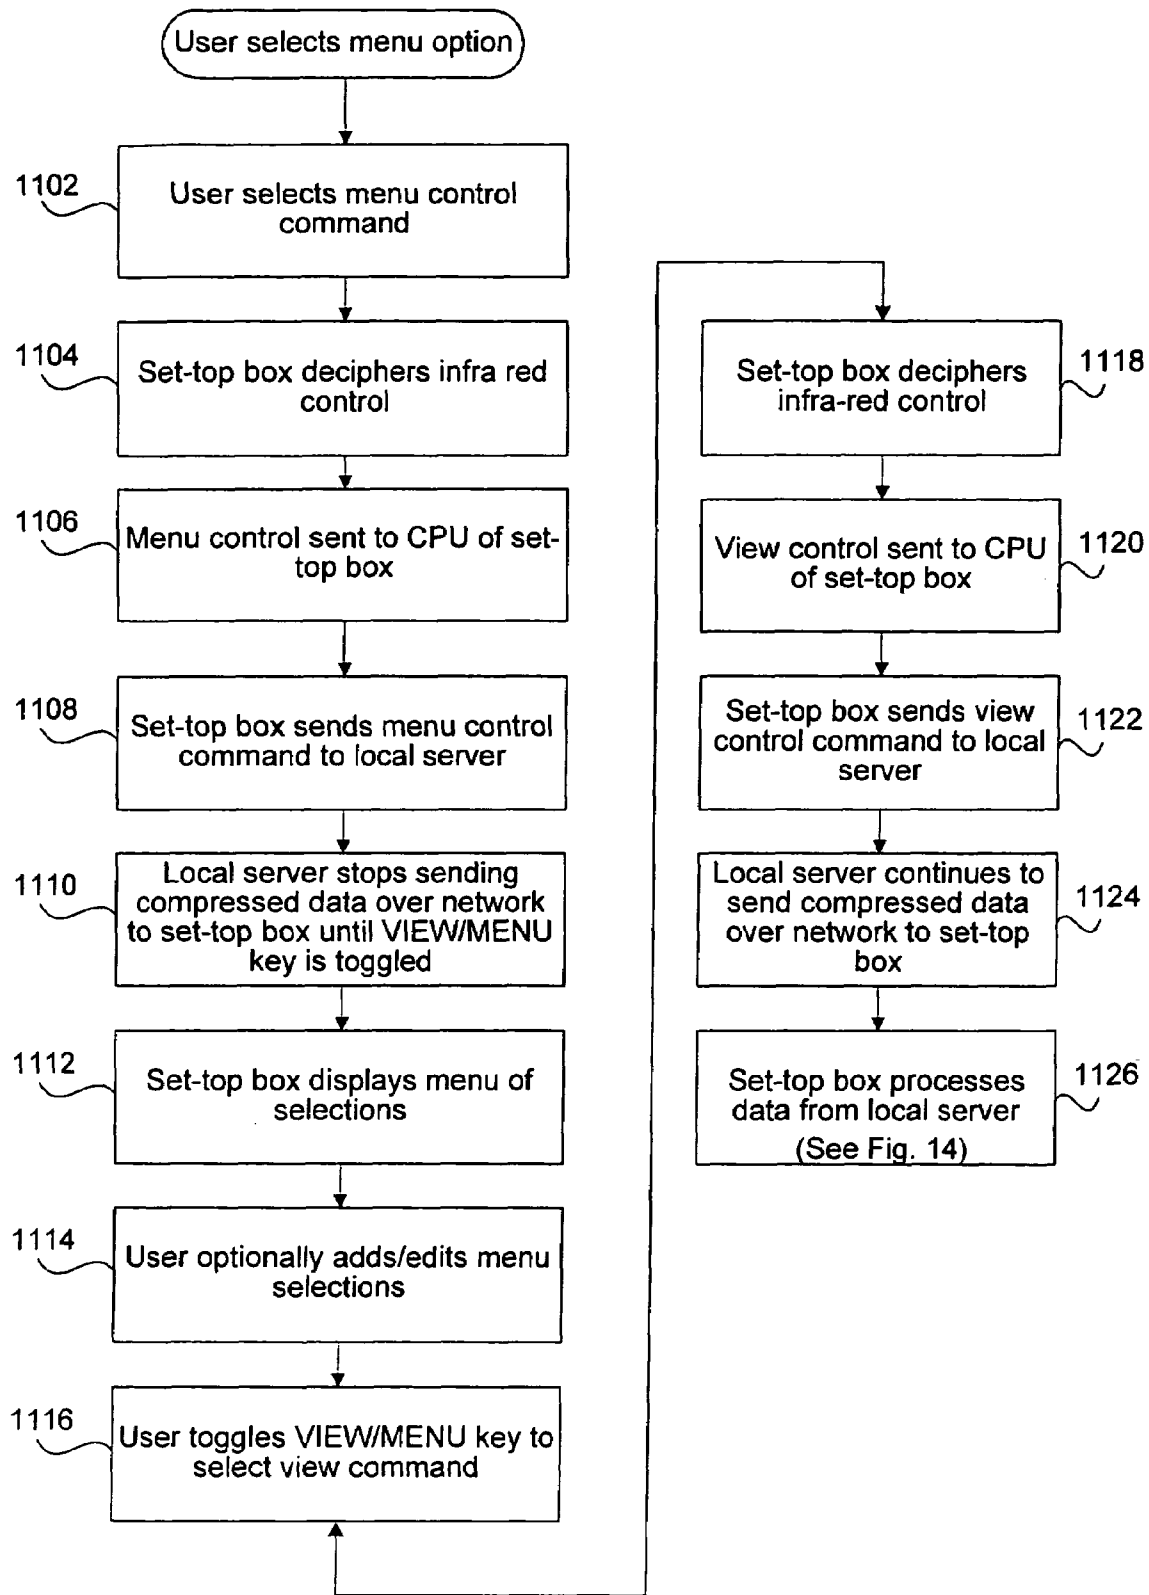 User selects menu option
1102
User selects menu control
command
1104
Set-top box deciphers infra red
control
1106
Menu control sent to CPU of set-
top box
1108
Set-top box sends menu control
command to local server
1110
Local server stops sending
compressed data over network
to set-top box until VIEW/MENU
key is toggled
1112
Set-top box displays menu of
selections
1114
User optionally adds/edits menu
selections
1116
User toggles VIEW/MENU key to
select view command
Set-top box deciphers
infra-red control
1118
View control sent to CPU
of set-top box
1120
Set-top box sends view
control command to local
server
1122
Local server continues to
send compressed data
over network to set-top
box
1124
Set-top box processes
data from local server
(See Fig. 14)
1126